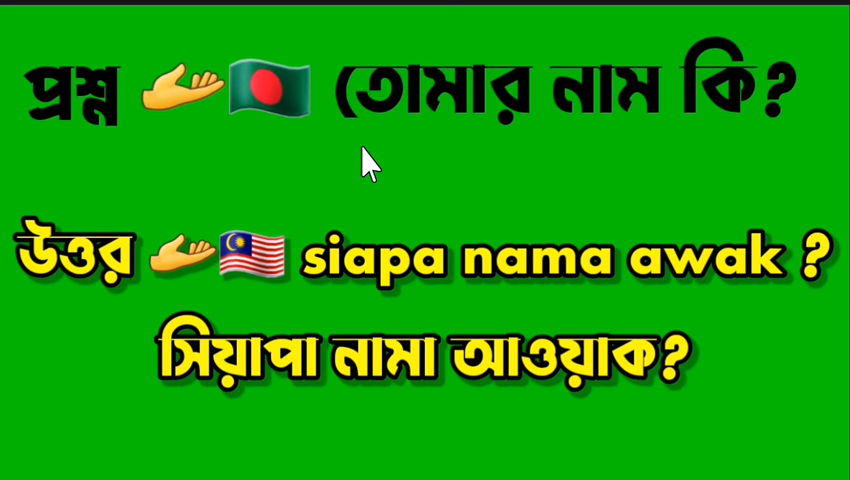 প্রশ্ন 🫴🇧🇩 তোমার নাম কি?
উত্তর 🫴🇲🇾 siapa nama awak ?
সিয়াপা নামা আওয়াক?